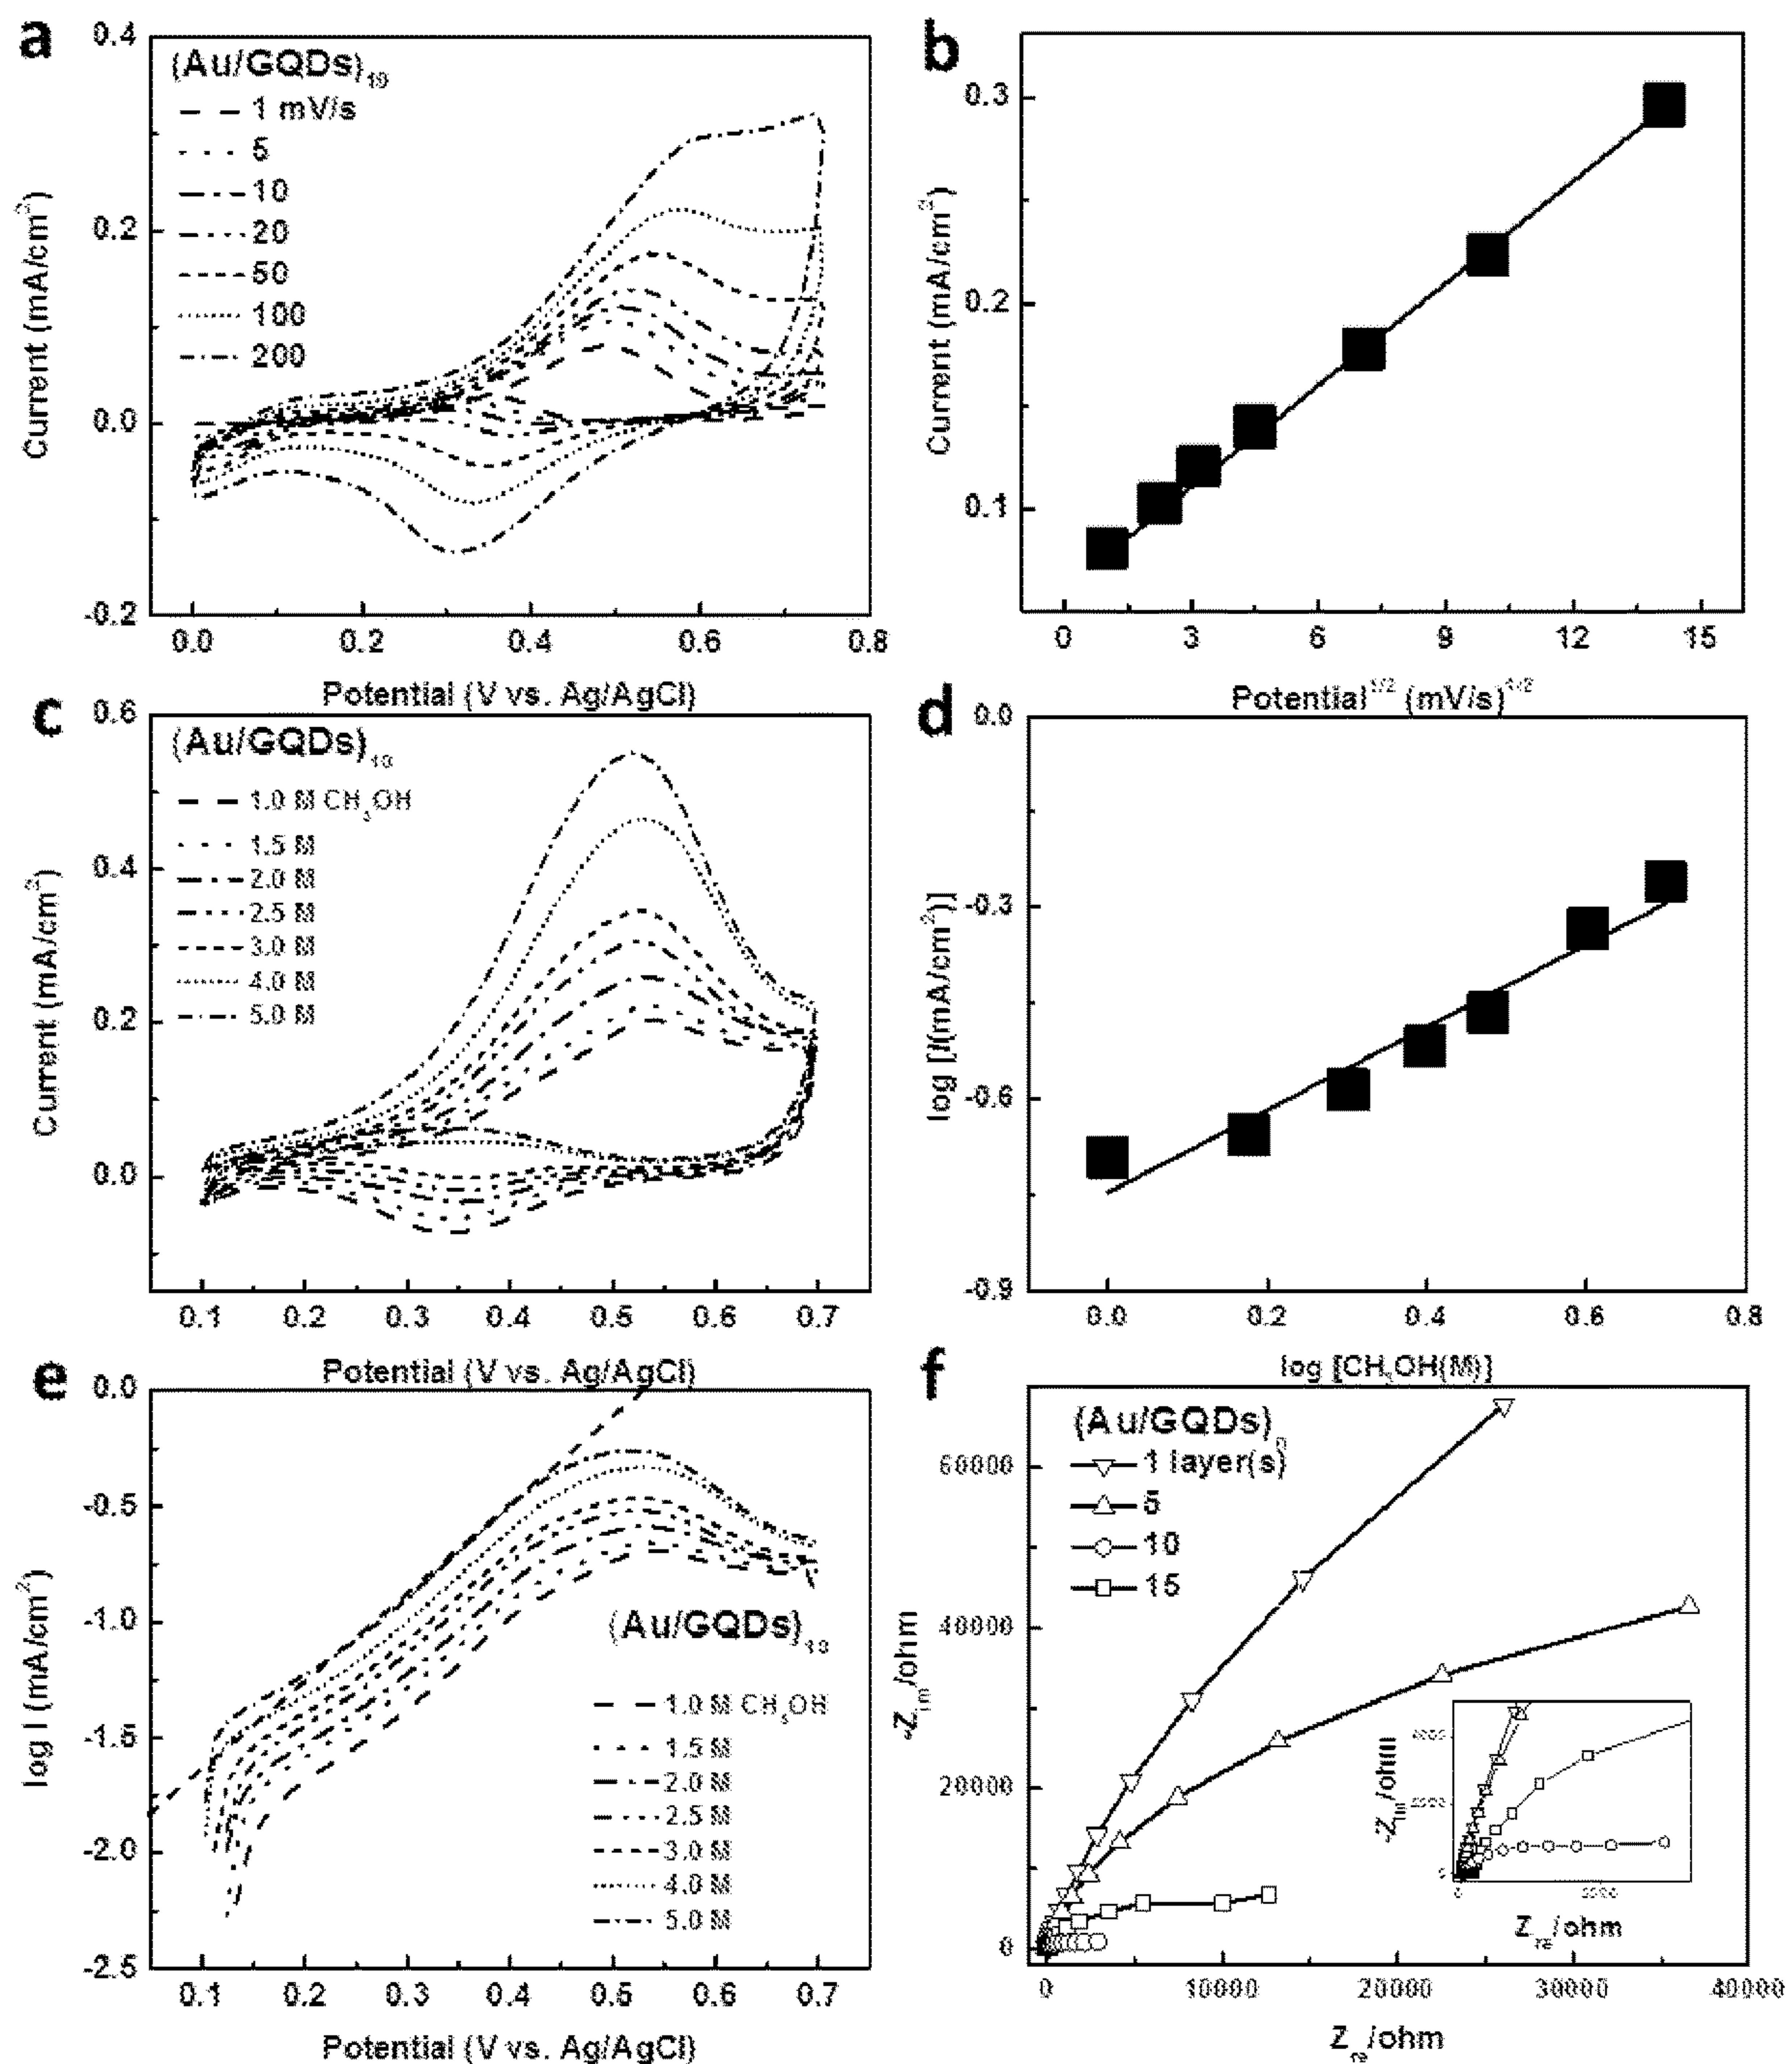 a
0.4
0.2
0.0
-0.2
Current (mA/cm²)
(Au/GQDs)₁₀
1 mV/s
5
10
20
50
100
200
0.0 0.2 0.4 0.6 0.8
Potential (V vs. Ag/AgCl)
b
0.3
0.2
0.1
Current (mA/cm²)
0 3 6 9 12 15
Potential¹ᐟ² (mV/s)¹ᐟ²
c
0.6
0.4
0.2
0.0
Current (mA/cm²)
(Au/GQDs)₁₀
1.0 M CH₃OH
1.5 M
2.0 M
2.5 M
3.0 M
4.0 M
5.0 M
0.1 0.2 0.3 0.4 0.5 0.6 0.7
Potential (V vs. Ag/AgCl)
d
0.0
-0.3
-0.6
-0.9
log [I(mA/cm²)]
0.0 0.2 0.4 0.6 0.8
log [CH₃OH(M)]
e
0.0
-0.5
-1.0
-1.5
-2.0
-2.5
log I (mA/cm²)
(Au/GQDs)₁₀
1.0 M CH₃OH
1.5 M
2.0 M
2.5 M
3.0 M
4.0 M
5.0 M
0.1 0.2 0.3 0.4 0.5 0.6 0.7
Potential (V vs. Ag/AgCl)
f
60000
40000
20000
0
-Zᵢₘ/ohm
(Au/GQDs)ₙ
1 layer(s)
5
10
15
0 10000 20000 30000 40000
Zᵣₑ/ohm
-Zᵢₘ/ohm
0
0
Zᵣₑ/ohm